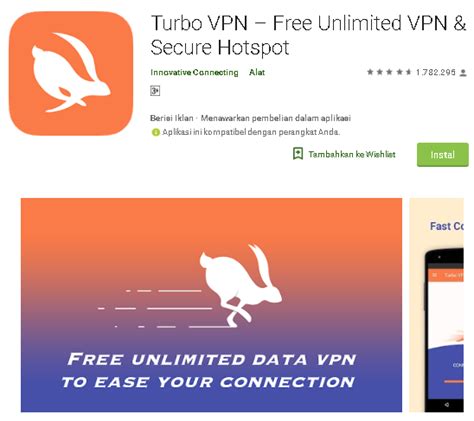 Turbo VPN – Free Unlimited VPN &
Secure Hotspot
Innovative Connecting Alat
1.782.295
3+
Berisi Iklan · Menawarkan pembelian dalam aplikasi
Aplikasi ini kompatibel dengan perangkat Anda.
Tambahkan ke Wishlist
Instal
Fast Co
Turbo VP
FREE UNLIMITED DATA VPN
TO EASE YOUR CONNECTION